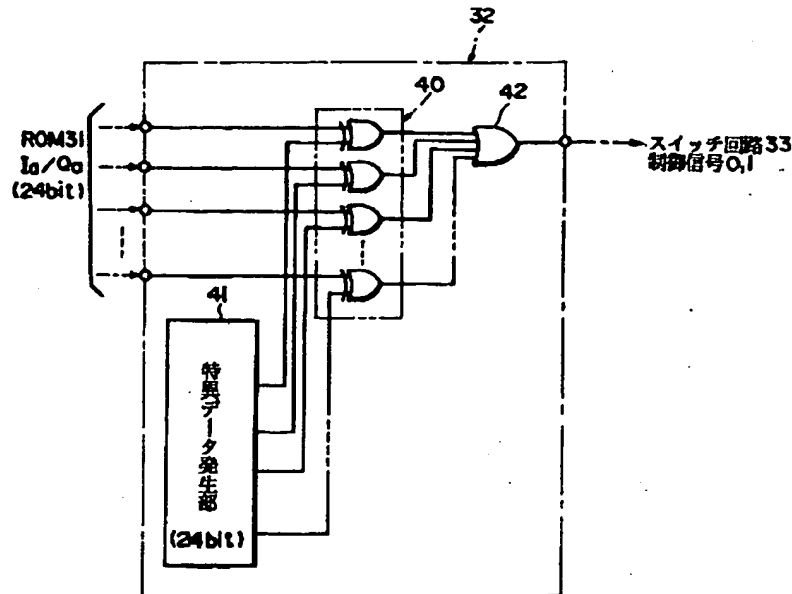 32
40
42
ROM31
Ia/Qa
(24bit)
スイッチ回路33
制御信号0,1
41
特異データ発生部
(24bit)